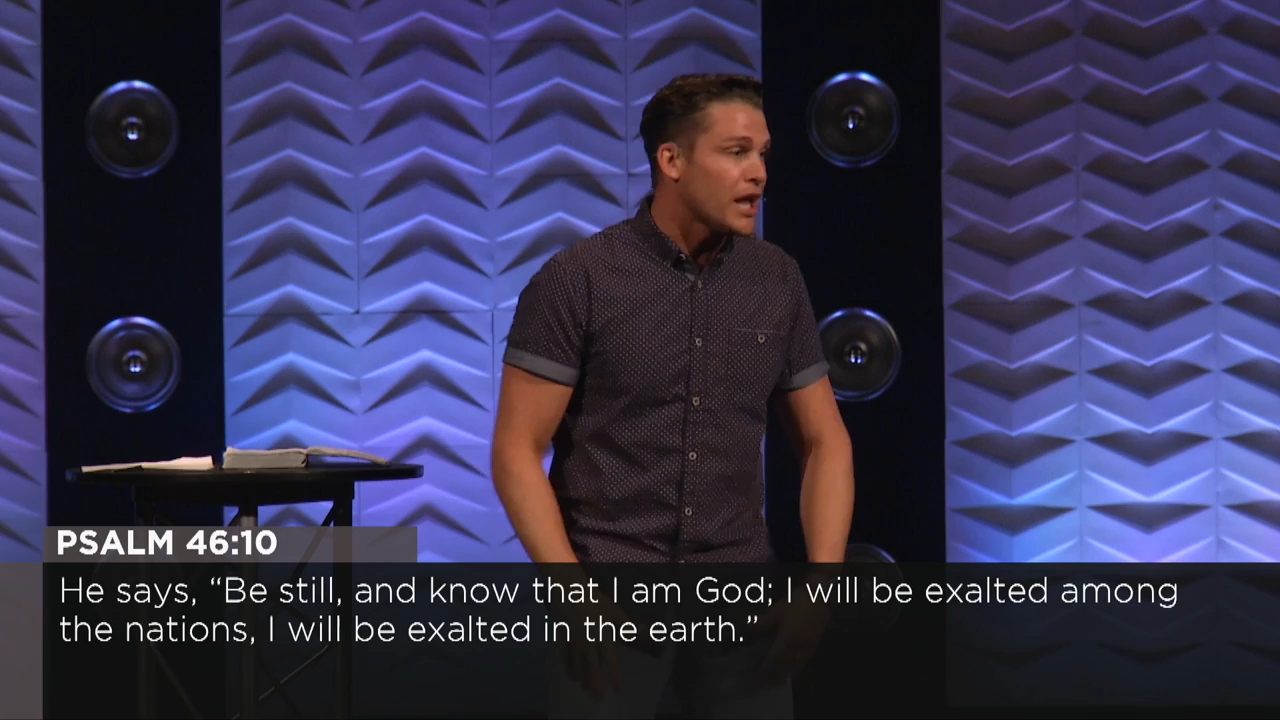 PSALM 46:10
He says, “Be still, and know that I am God; I will be exalted among
the nations, I will be exalted in the earth.”